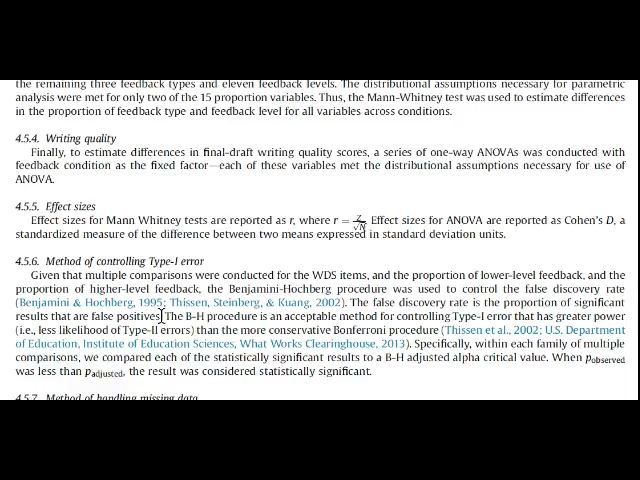 the remaining three feedback types and eleven feedback levels. The distributional assumptions necessary for parametric
analysis were met for only two of the 15 proportion variables. Thus, the Mann-Whitney test was used to estimate differences
in the proportion of feedback type and feedback level for all variables across conditions.
4.5.4. Writing quality
Finally, to estimate differences in final-draft writing quality scores, a series of one-way ANOVAs was conducted with
feedback condition as the fixed factor—each of these variables met the distributional assumptions necessary for use of
ANOVA.
4.5.5. Effect sizes
Effect sizes for Mann Whitney tests are reported as r, where r = Z/√N. Effect sizes for ANOVA are reported as Cohen's D, a
standardized measure of the difference between two means expressed in standard deviation units.
4.5.6. Method of controlling Type-I error
Given that multiple comparisons were conducted for the WDS items, and the proportion of lower-level feedback, and the
proportion of higher-level feedback, the Benjamini-Hochberg procedure was used to control the false discovery rate
(Benjamini & Hochberg, 1995; Thissen, Steinberg, & Kuang, 2002). The false discovery rate is the proportion of significant
results that are false positives. The B-H procedure is an acceptable method for controlling Type-I error that has greater power
(i.e., less likelihood of Type-II errors) than the more conservative Bonferroni procedure (Thissen et al., 2002; U.S. Department
of Education, Institute of Education Sciences, What Works Clearinghouse, 2013). Specifically, within each family of multiple
comparisons, we compared each of the statistically significant results to a B-H adjusted alpha critical value. When pobserved
was less than padjusted, the result was considered statistically significant.
4.5.7. Method of handling missing data